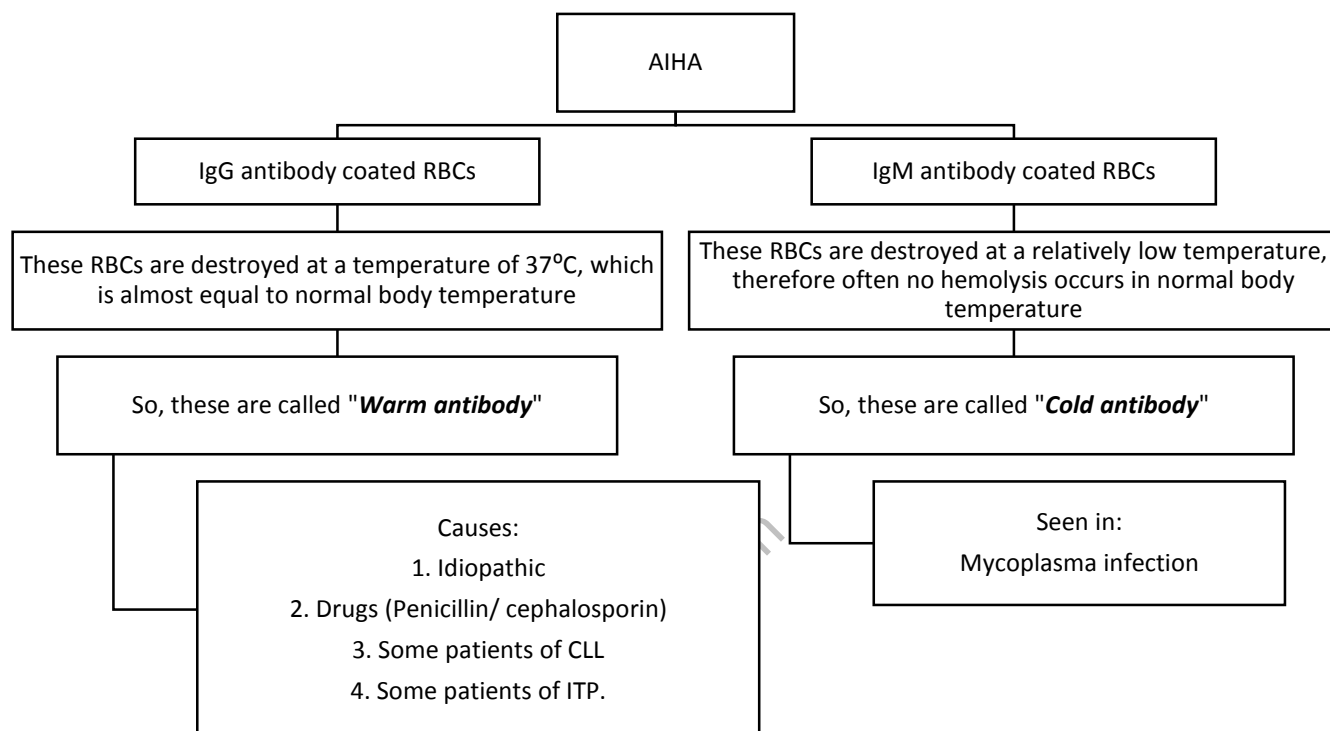 AIHA
IgG antibody coated RBCs
IgM antibody coated RBCs
These RBCs are destroyed at a temperature of 37⁰C, which
is almost equal to normal body temperature
These RBCs are destroyed at a relatively low temperature,
therefore often no hemolysis occurs in normal body
temperature
So, these are called "Warm antibody"
So, these are called "Cold antibody"
Causes:
1. Idiopathic
2. Drugs (Penicillin/ cephalosporin)
3. Some patients of CLL
4. Some patients of ITP.
Seen in:
Mycoplasma infection